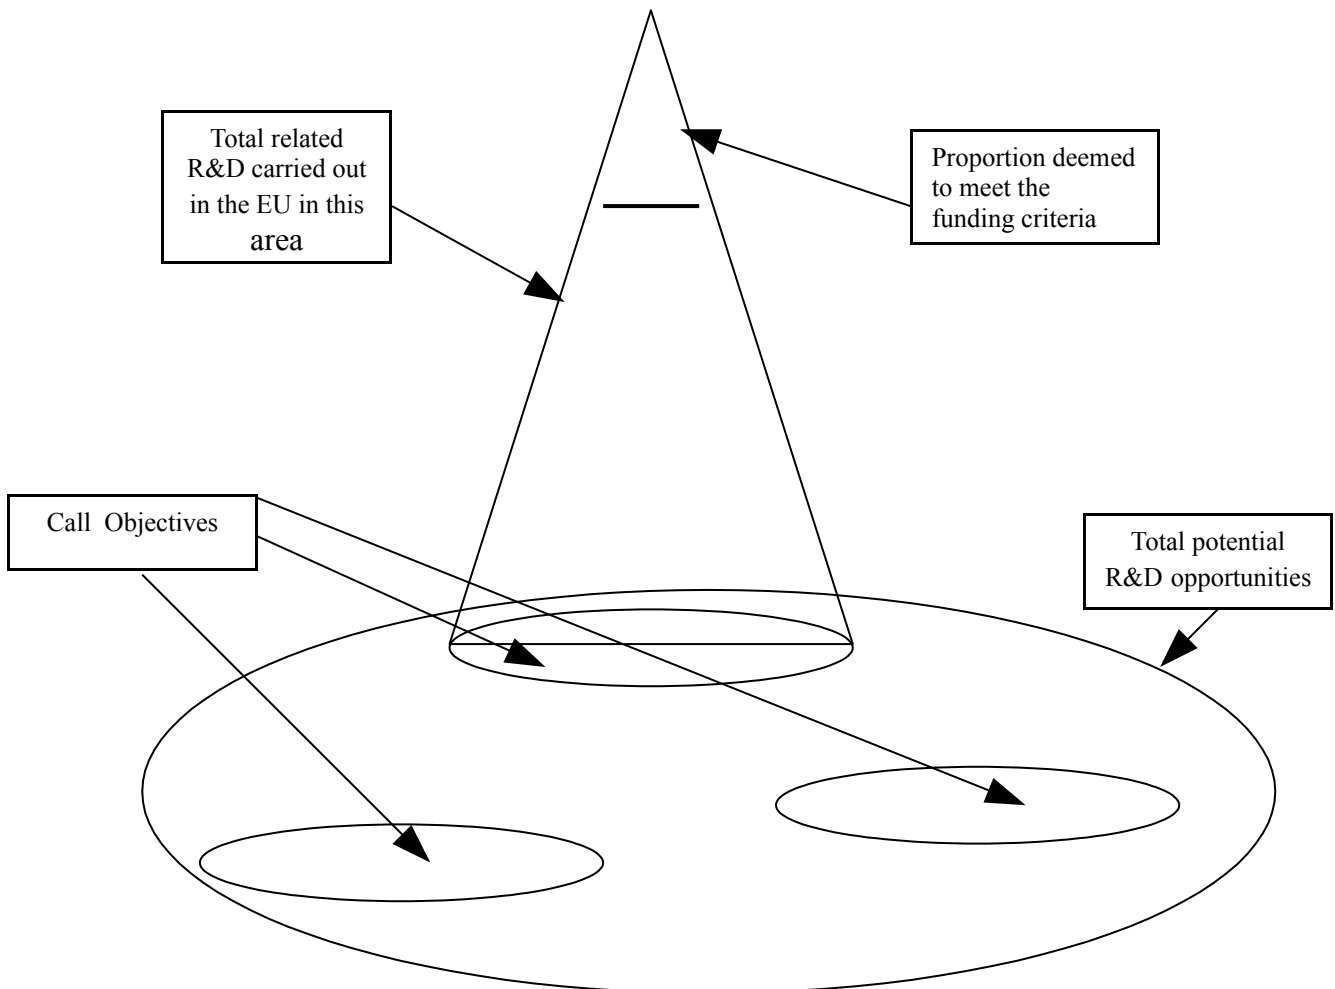 Total related
R&D carried out
in the EU in this
area
Proportion deemed
to meet the
funding criteria
Call Objectives
Total potential
R&D opportunities